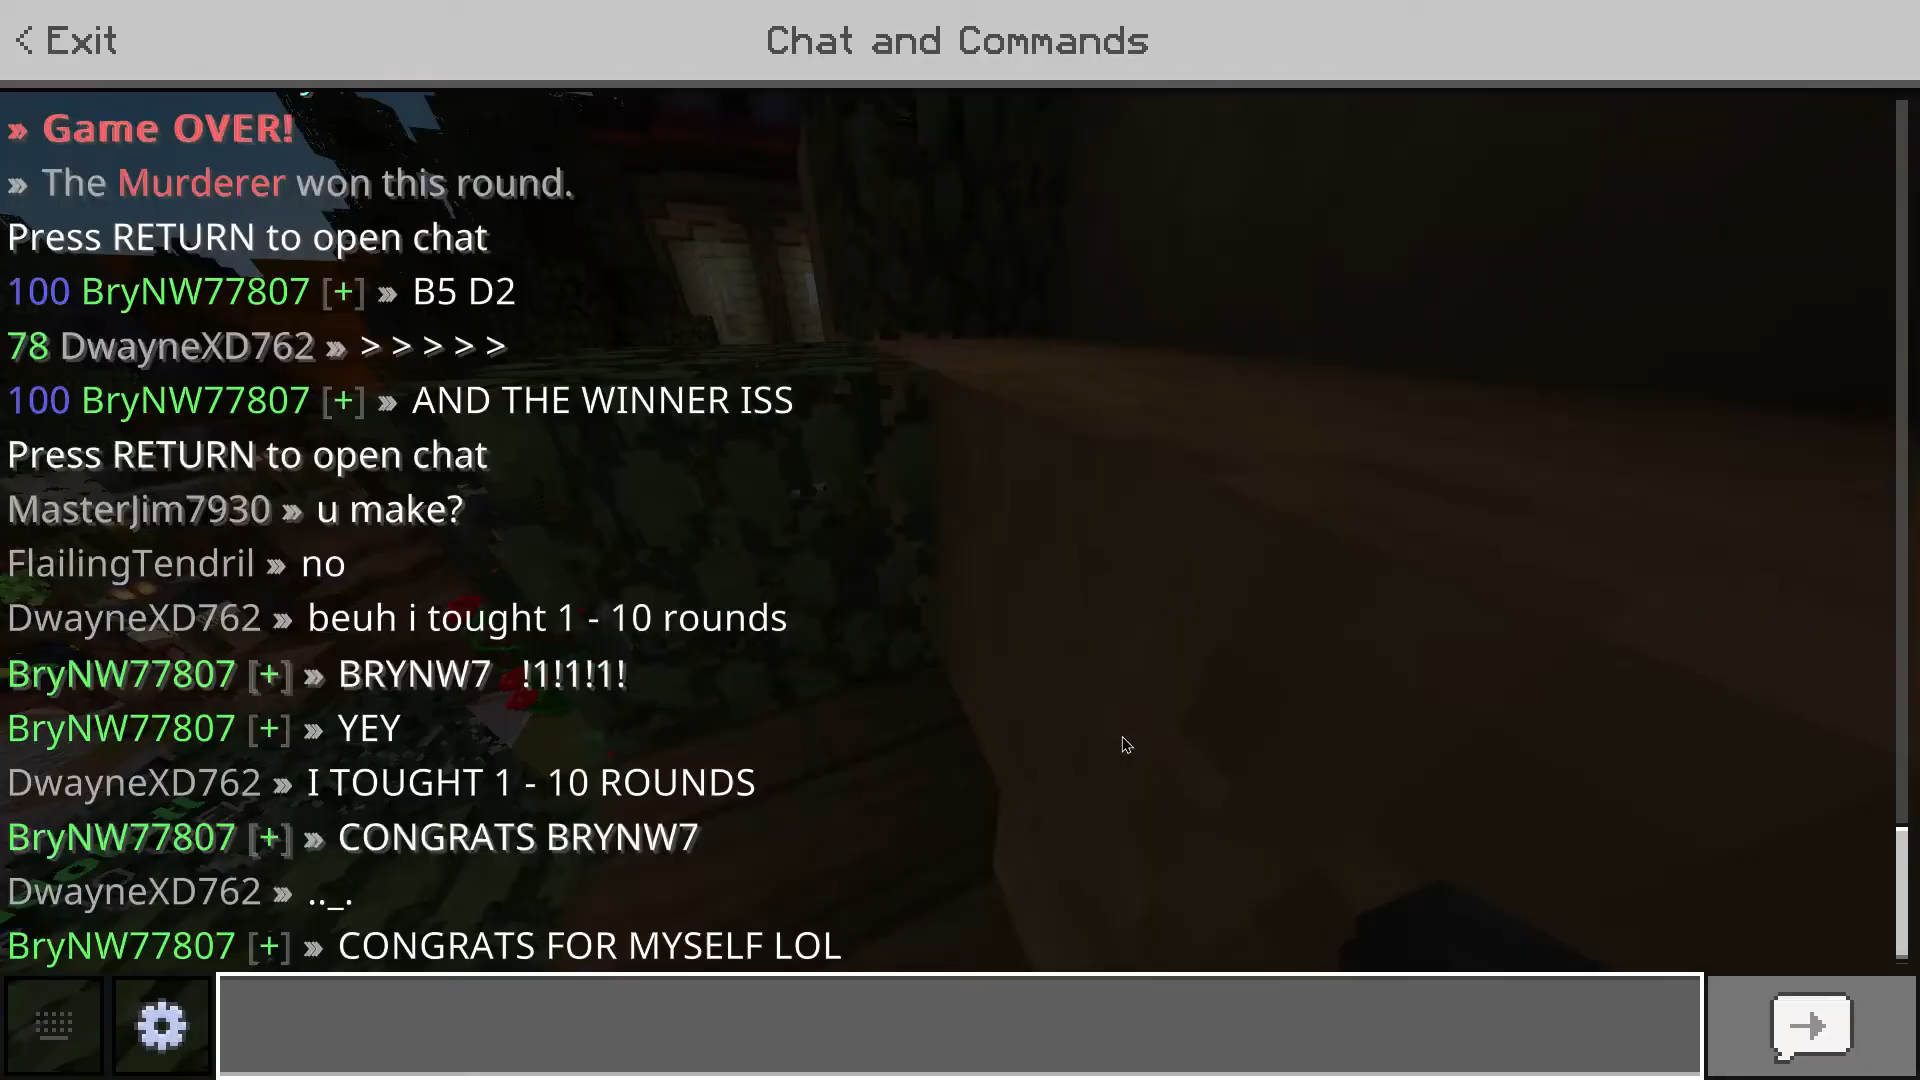 < Exit
Chat and Commands
» Game OVER!
» The Murderer won this round.
Press RETURN to open chat
100 BryNW77807 [+] » B5 D2
78 DwayneXD762 » > > > > >
100 BryNW77807 [+] » AND THE WINNER ISS
Press RETURN to open chat
MasterJim7930 » u make?
FlailingTendril » no
DwayneXD762 » beuh i tought 1 - 10 rounds
BryNW77807 [+] » BRYNW7   !1!1!1!
BryNW77807 [+] » YEY
DwayneXD762 » I TOUGHT 1 - 10 ROUNDS
BryNW77807 [+] » CONGRATS BRYNW7
DwayneXD762 » .._.
BryNW77807 [+] » CONGRATS FOR MYSELF LOL